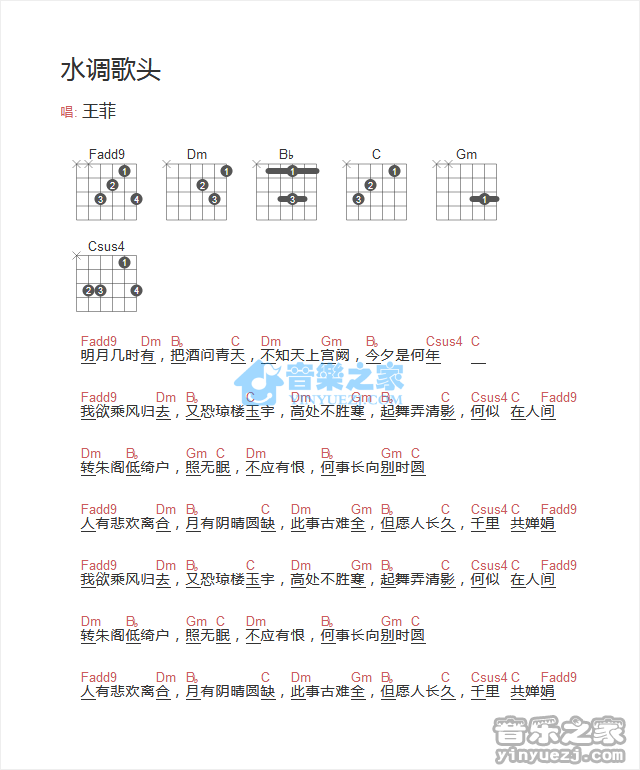 水调歌头
唱: 王菲
Fadd9 Dm B♭ C Gm
Csus4
Fadd9 Dm B♭ C Dm Gm B♭ Csus4 C
明月几时有，把酒问青天，不知天上宫阙，今夕是何年
音樂之家
YINYUEZJ.COM
Fadd9 Dm B♭ C Dm Gm B♭ C Csus4 C Fadd9
我欲乘风归去，又恐琼楼玉宇，高处不胜寒，起舞弄清影，何似 在人间
Dm B♭ Gm C Dm B♭ Gm C
转朱阁低绮户，照无眠，不应有恨，何事长向别时圆
Fadd9 Dm B♭ C Dm Gm B♭ C Csus4 C Fadd9
人有悲欢离合，月有阴晴圆缺，此事古难全，但愿人长久，千里 共婵娟
Fadd9 Dm B♭ C Dm Gm B♭ C Csus4 C Fadd9
我欲乘风归去，又恐琼楼玉宇，高处不胜寒，起舞弄清影，何似 在人间
Dm B♭ Gm C Dm B♭ Gm C
转朱阁低绮户，照无眠，不应有恨，何事长向别时圆
Fadd9 Dm B♭ C Dm Gm B♭ C Csus4 C Fadd9
人有悲欢离合，月有阴晴圆缺，此事古难全，但愿人长久，千里 共婵娟
音乐之家
yinyuezj.com